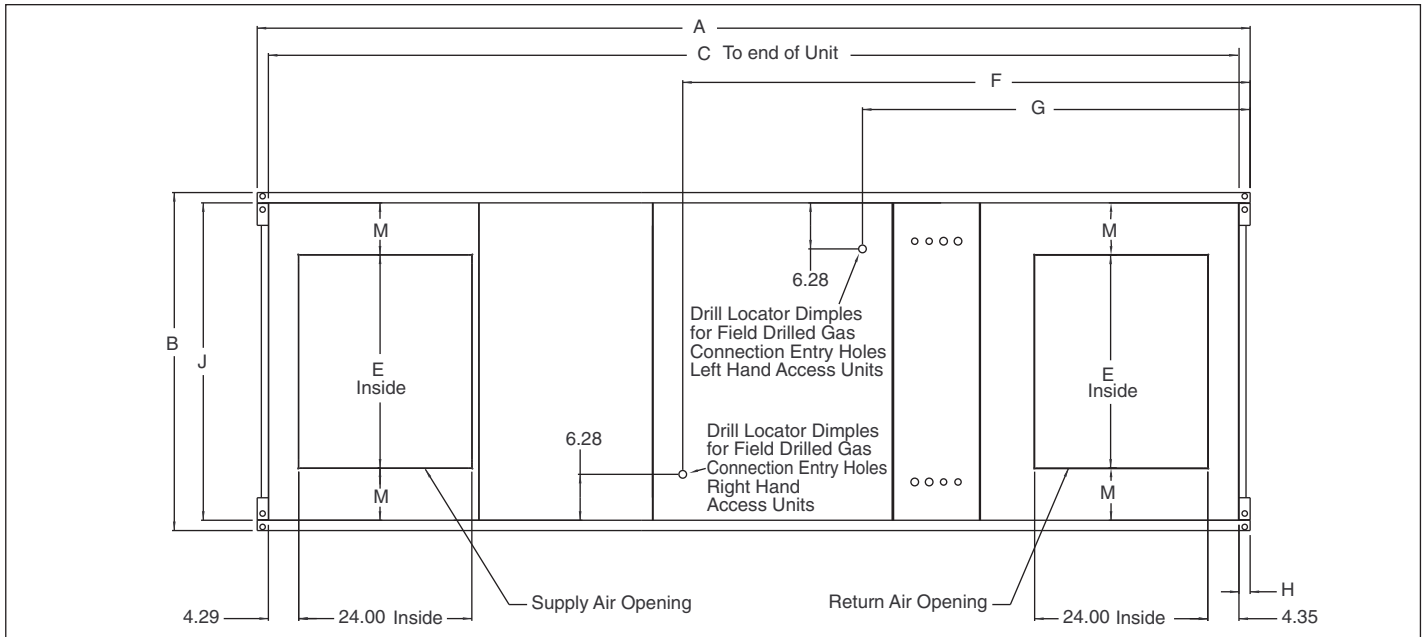 A
C To end of Unit
F
G
M
M
6.28
Drill Locator Dimples
for Field Drilled Gas
Connection Entry Holes
Left Hand Access Units
B
J
E
Inside
E
Inside
6.28
Drill Locator Dimples
for Field Drilled Gas
Connection Entry Holes
Right Hand
Access Units
M
M
Supply Air Opening
Return Air Opening
H
4.29
24.00 Inside
24.00 Inside
4.35